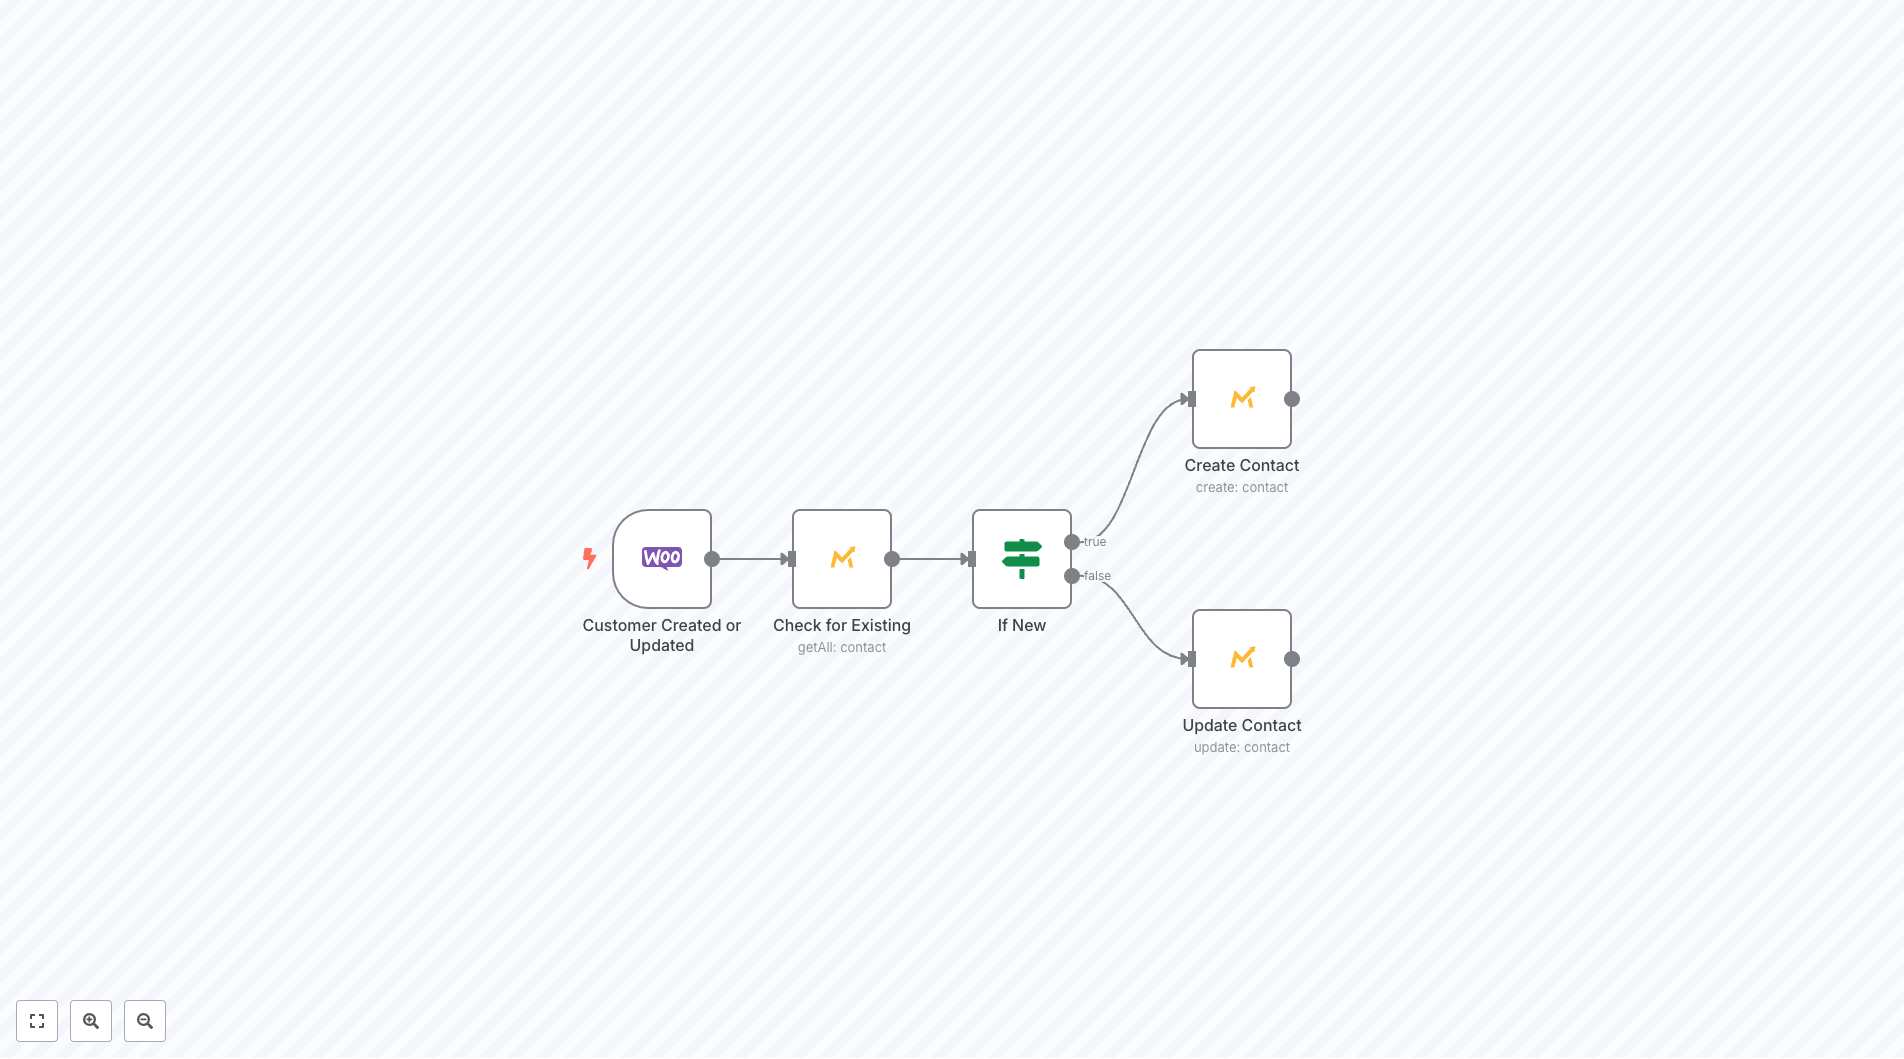 WOO
Customer Created or
Updated
Check for Existing
getAll: contact
If New
true
false
Create Contact
create: contact
Update Contact
update: contact